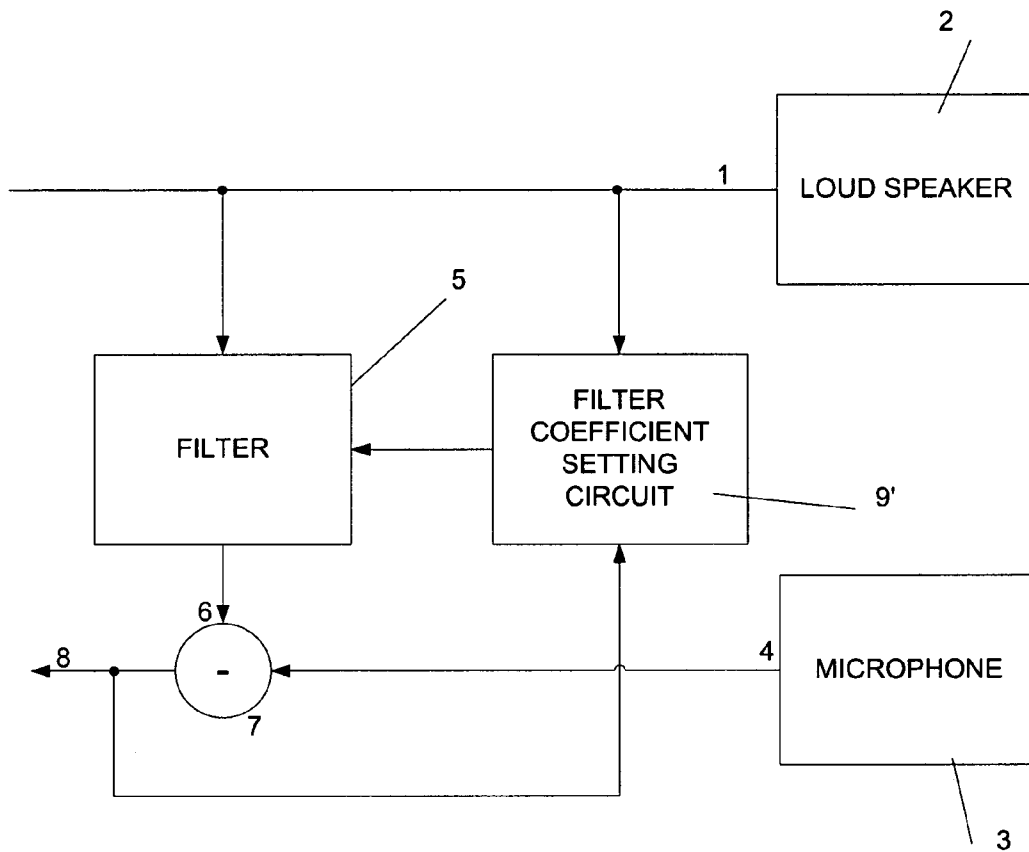 2
1
LOUD SPEAKER
5
FILTER
FILTER
COEFFICIENT
SETTING
CIRCUIT
9'
6
8
-
7
4
MICROPHONE
3